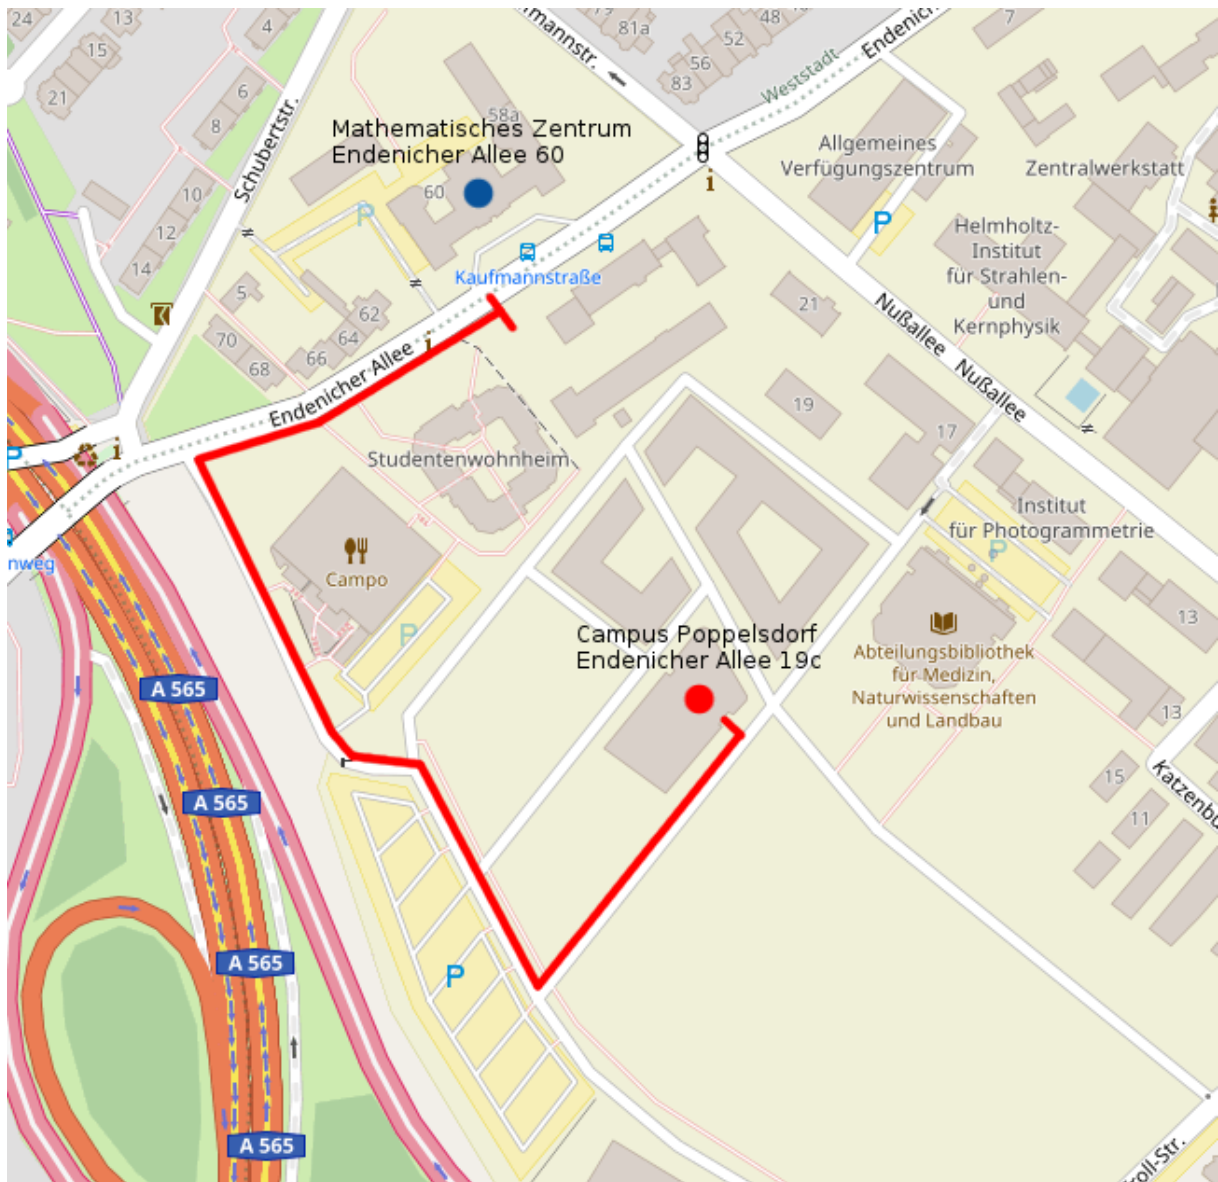 24
13
15
21
4
6
8
10
12
14
5
Schubertstr.
fmannstr.
79
81a
48
52
56
83
7
Weststadt
Endenich
58a
Mathematisches Zentrum
Endenicher Allee 60
60
P
Allgemeines
Verfügungszentrum
Zentralwerkstatt
P
Helmholtz-
Institut
für Strahlen-
und
Kernphysik
Kaufmannstraße
i
21
Nußallee
Nußallee
62
64
66
68
70
i
Endenicher Allee
19
17
Studentenwohnheim
P
i
nweg
Institut
für Photogrammetrie
P
Campo
P
13
Campus Poppelsdorf
Endenicher Allee 19c
Abteilungsbibliothek
für Medizin,
Naturwissenschaften
und Landbau
A 565
13
15
11
Katzenbu
A 565
A 565
P
A 565
roll-Str.